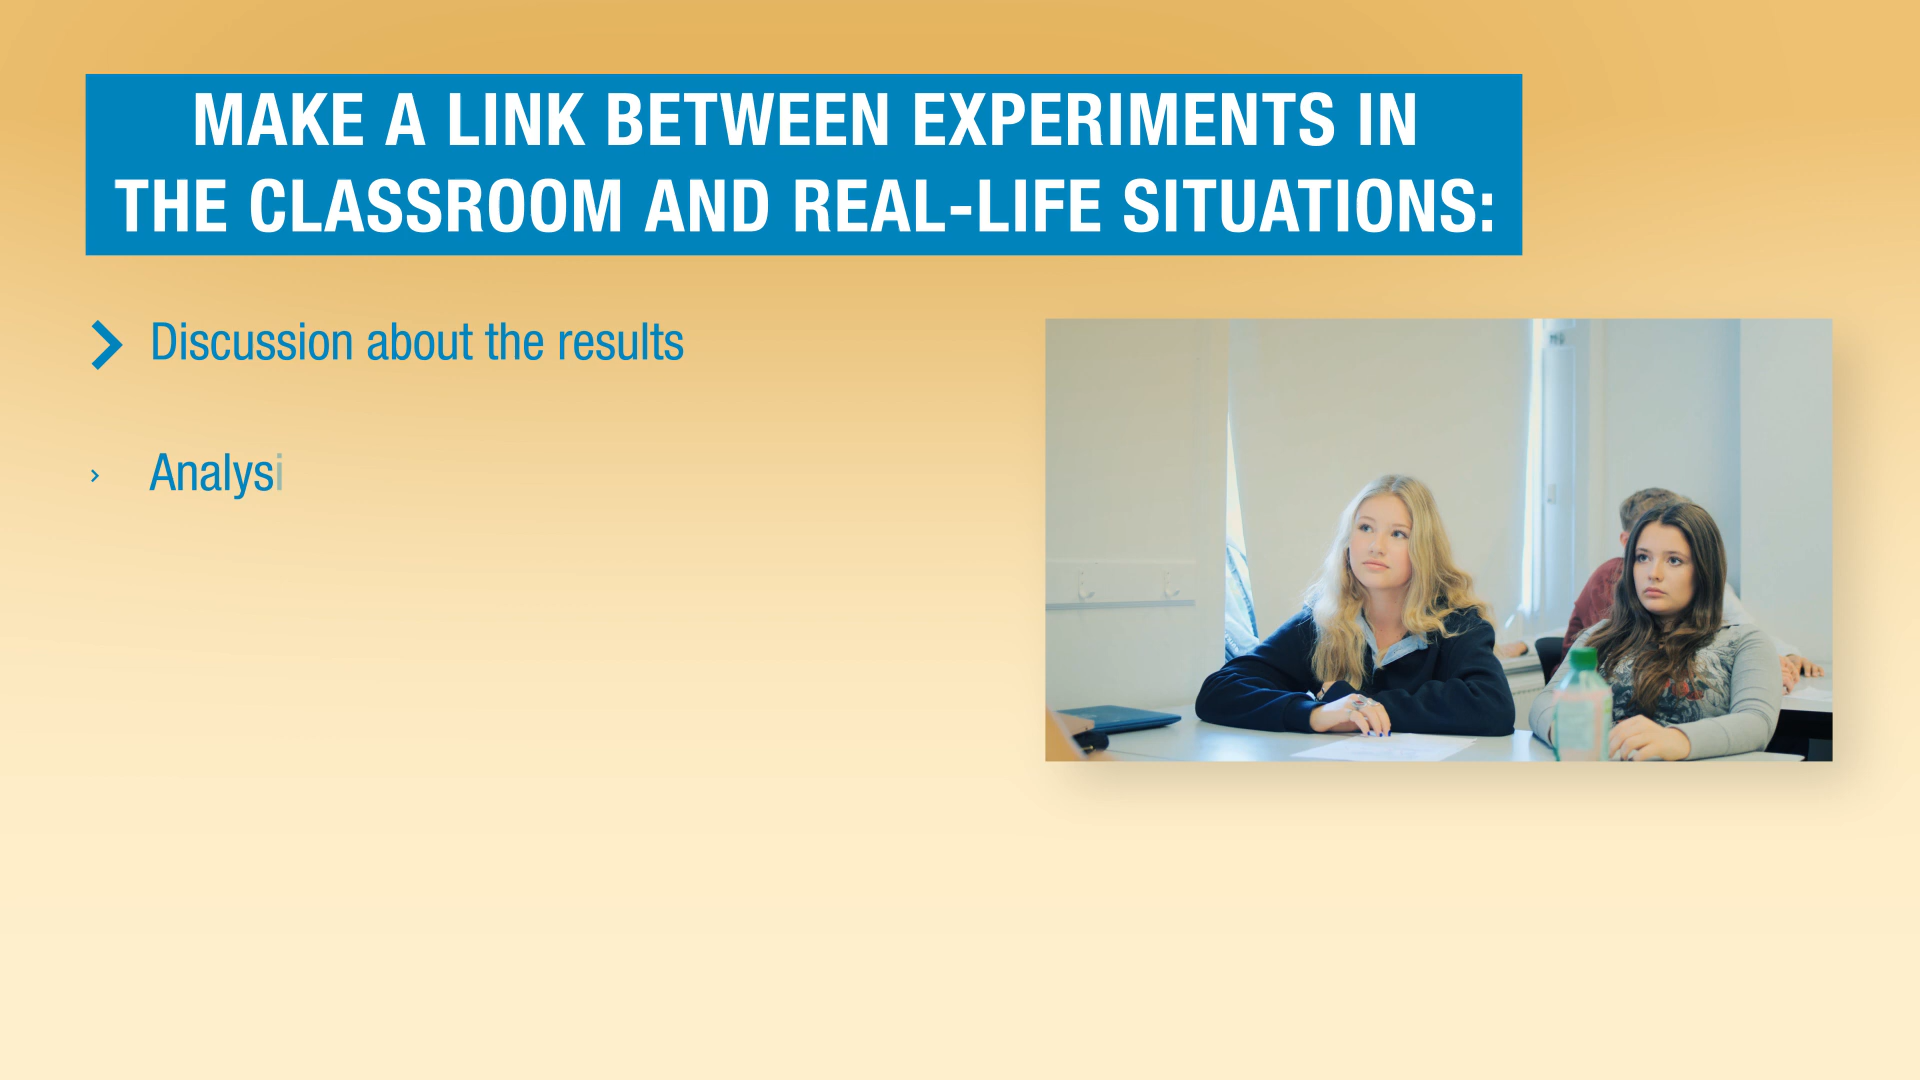 MAKE A LINK BETWEEN EXPERIMENTS IN
THE CLASSROOM AND REAL-LIFE SITUATIONS:
Discussion about the results
Analysi